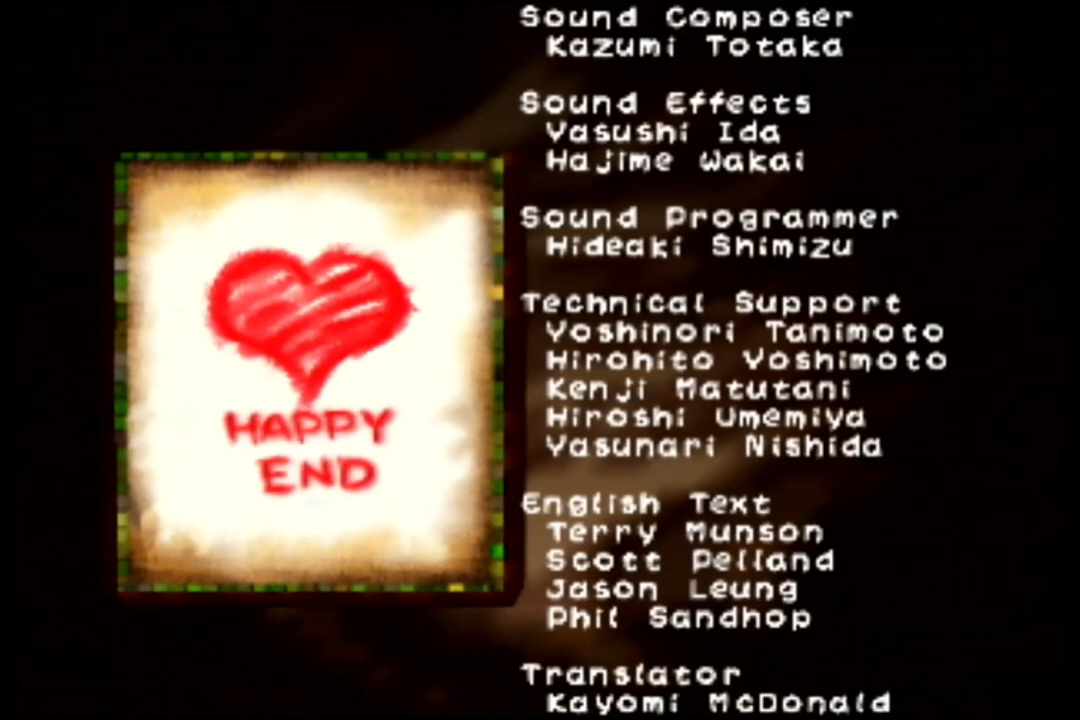 Sound Composer
Kazumi Totaka
Sound Effects
Yasushi Ida
Hajime Wakai
Sound Programmer
Hideaki Shimizu
Technical Support
Yoshinori Tanimoto
Hirohito Yoshimoto
Kenji Matutani
Hiroshi Umemiya
Yasunari Nishida
English Text
Terry Munson
Scott Pelland
Jason Leung
Phil Sandhop
Translator
Kayomi McDonald
HAPPY
END